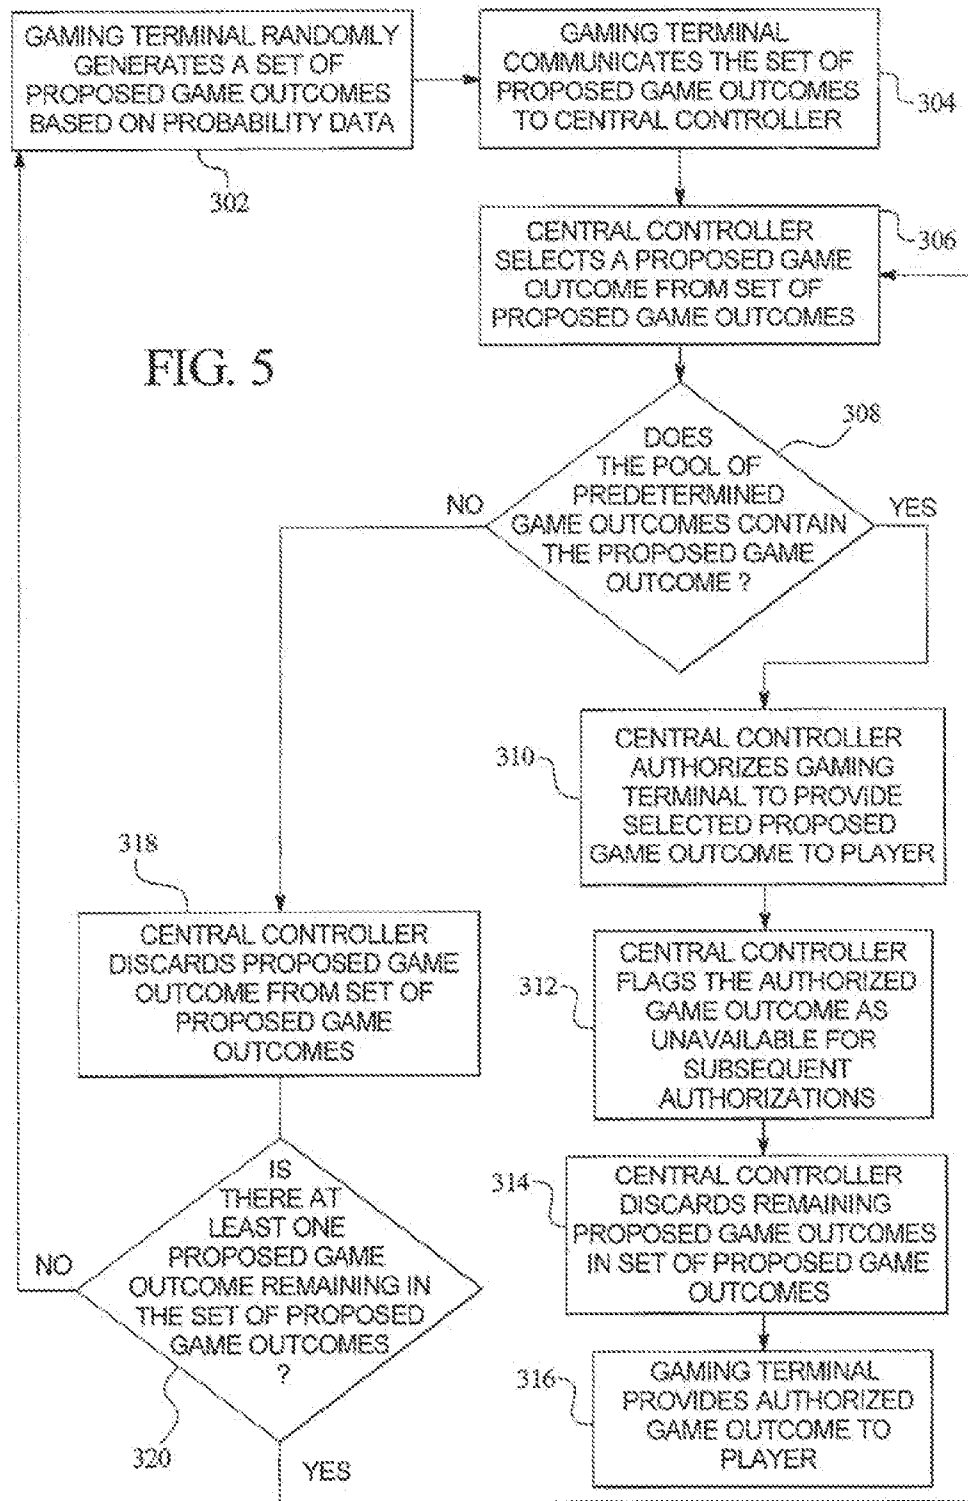 GAMING TERMINAL RANDOMLY
GENERATES A SET OF
PROPOSED GAME OUTCOMES
BASED ON PROBABILITY DATA
302
GAMING TERMINAL
COMMUNICATES THE SET OF
PROPOSED GAME OUTCOMES
TO CENTRAL CONTROLLER
304
CENTRAL CONTROLLER
SELECTS A PROPOSED GAME
OUTCOME FROM SET OF
PROPOSED GAME OUTCOMES
306
FIG. 5
DOES
THE POOL OF
PREDETERMINED
GAME OUTCOMES CONTAIN
THE PROPOSED GAME
OUTCOME ?
308
NO
YES
CENTRAL CONTROLLER
AUTHORIZES GAMING
TERMINAL TO PROVIDE
SELECTED PROPOSED
GAME OUTCOME TO PLAYER
310
318
CENTRAL CONTROLLER
DISCARDS PROPOSED GAME
OUTCOME FROM SET OF
PROPOSED GAME
OUTCOMES
CENTRAL CONTROLLER
FLAGS THE AUTHORIZED
GAME OUTCOME AS
UNAVAILABLE FOR
SUBSEQUENT
AUTHORIZATIONS
312
IS
THERE AT
LEAST ONE
PROPOSED GAME
OUTCOME REMAINING IN
THE SET OF PROPOSED
GAME OUTCOMES
?
NO
320
YES
CENTRAL CONTROLLER
DISCARDS REMAINING
PROPOSED GAME OUTCOMES
IN SET OF PROPOSED GAME
OUTCOMES
314
GAMING TERMINAL
PROVIDES AUTHORIZED
GAME OUTCOME TO
PLAYER
316